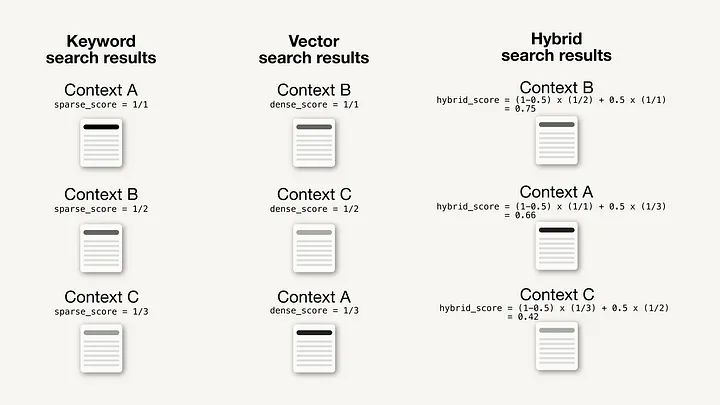 Keyword
search results
Context A
sparse_score = 1/1
Context B
sparse_score = 1/2
Context C
sparse_score = 1/3
Vector
search results
Context B
dense_score = 1/1
Context C
dense_score = 1/2
Context A
dense_score = 1/3
Hybrid
search results
Context B
hybrid_score = (1-0.5) x (1/2) + 0.5 x (1/1)
= 0.75
Context A
hybrid_score = (1-0.5) x (1/1) + 0.5 x (1/3)
= 0.66
Context C
hybrid_score = (1-0.5) x (1/3) + 0.5 x (1/2)
= 0.42